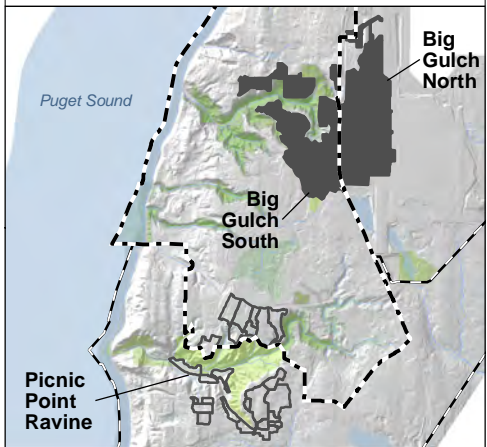 Big
Gulch
North
Puget Sound
Big
Gulch
South
Picnic
Point
Ravine